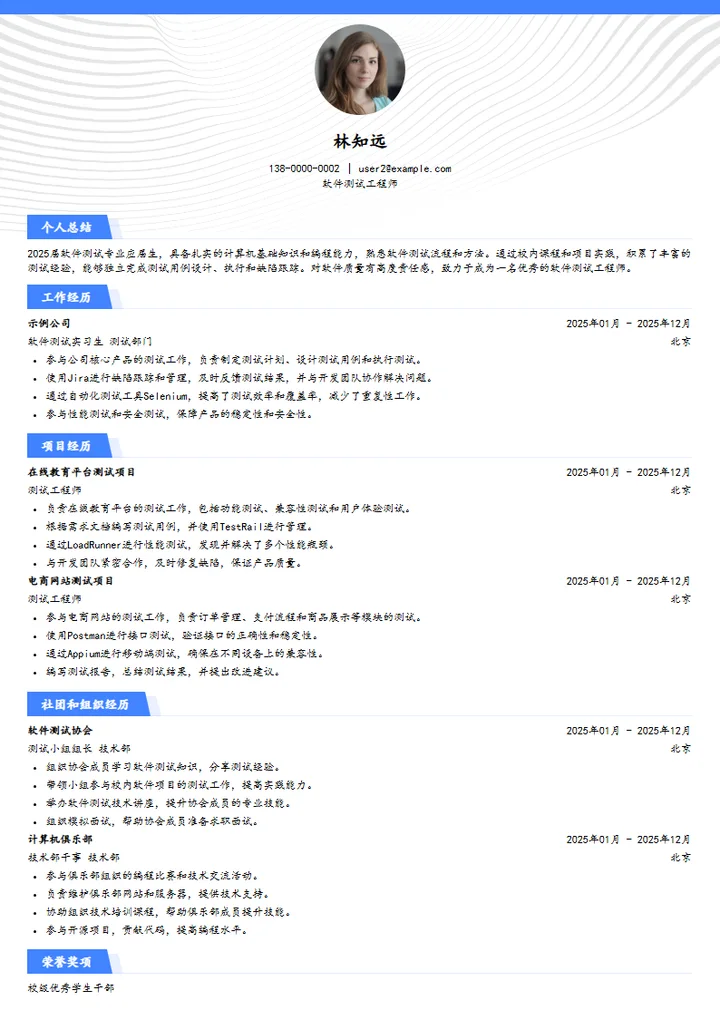 林知远
138-0000-0002 | user2@example.com
软件测试工程师
个人总结
2025届软件测试专业应届生，具备扎实的计算机基础知识和编程能力，熟悉软件测试流程和方法。通过校内课程和项目实践，积累了丰富的
测试经验，能够独立完成测试用例设计、执行和缺陷跟踪。对软件质量有高度责任感，致力于成为一名优秀的软件测试工程师。
工作经历
示例公司 2025年01月 - 2025年12月
软件测试实习生 测试部门 北京
• 参与公司核心产品的测试工作，负责制定测试计划、设计测试用例和执行测试。
• 使用Jira进行缺陷跟踪和管理，及时反馈测试结果，并与开发团队协作解决问题。
• 通过自动化测试工具Selenium，提高了测试效率和覆盖率，减少了重复性工作。
• 参与性能测试和安全测试，保障产品的稳定性和安全性。
项目经历
在线教育平台测试项目 2025年01月 - 2025年12月
测试工程师 北京
• 负责在线教育平台的测试工作，包括功能测试、兼容性测试和用户体验测试。
• 根据需求文档编写测试用例，并使用TestRail进行管理。
• 通过LoadRunner进行性能测试，发现并解决了多个性能瓶颈。
• 与开发团队紧密合作，及时修复缺陷，保证产品质量。
电商网站测试项目 2025年01月 - 2025年12月
测试工程师 北京
• 参与电商网站的测试工作，负责订单管理、支付流程和商品展示等模块的测试。
• 使用Postman进行接口测试，验证接口的正确性和稳定性。
• 通过Appium进行移动端测试，确保在不同设备上的兼容性。
• 编写测试报告，总结测试结果，并提出改进建议。
社团和组织经历
软件测试协会 2025年01月 - 2025年12月
测试小组组长 技术部 北京
• 组织协会成员学习软件测试知识，分享测试经验。
• 带领小组参与校内软件项目的测试工作，提高实践能力。
• 举办软件测试技术讲座，提升协会成员的专业技能。
• 组织模拟面试，帮助协会成员准备求职面试。
计算机俱乐部 2025年01月 - 2025年12月
技术部干事 技术部 北京
• 参与俱乐部组织的编程比赛和技术交流活动。
• 负责维护俱乐部网站和服务器，提供技术支持。
• 协助组织技术培训课程，帮助俱乐部成员提升技能。
• 参与开源项目，贡献代码，提高编程水平。
荣誉奖项
校级优秀学生干部